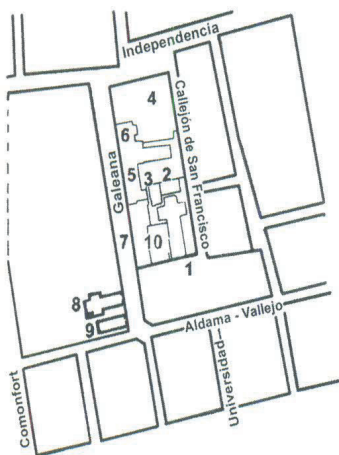 Independencia
4
Callejón de San Francisco
6
Galeana
5
3
2
7
10
1
8
9
Aldama - Vallejo
Universidad
Comonfort